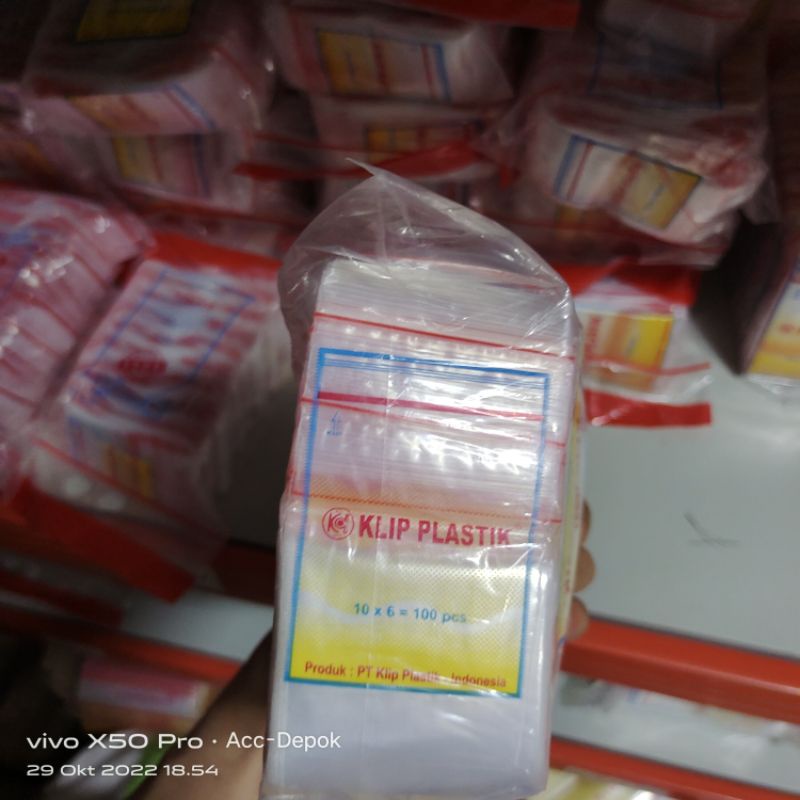 KLIP PLASTIK
10 x 6 = 100 pcs
Produk : PT Klip Plastik - Indonesia
vivo X50 Pro · Acc-Depok
29 Okt 2022 18.54